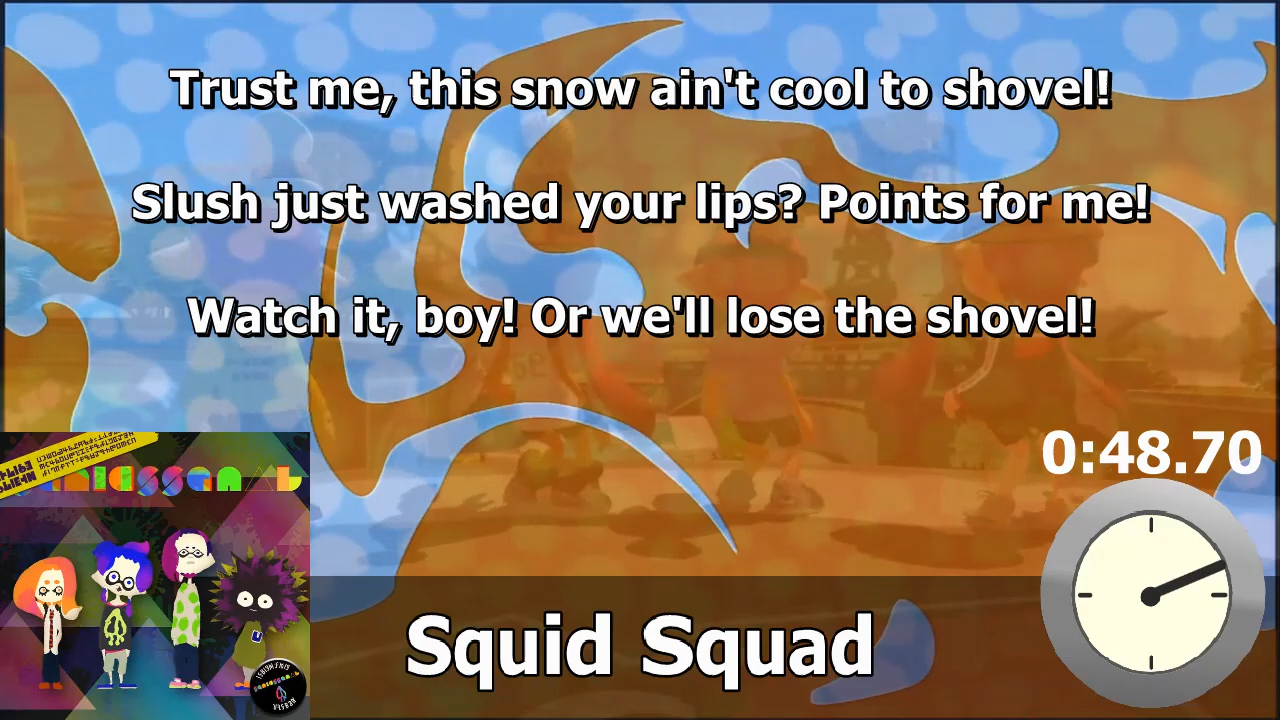 Trust me, this snow ain't cool to shovel!
Slush just washed your lips? Points for me!
Watch it, boy! Or we'll lose the shovel!
0:48.70
Squid Squad